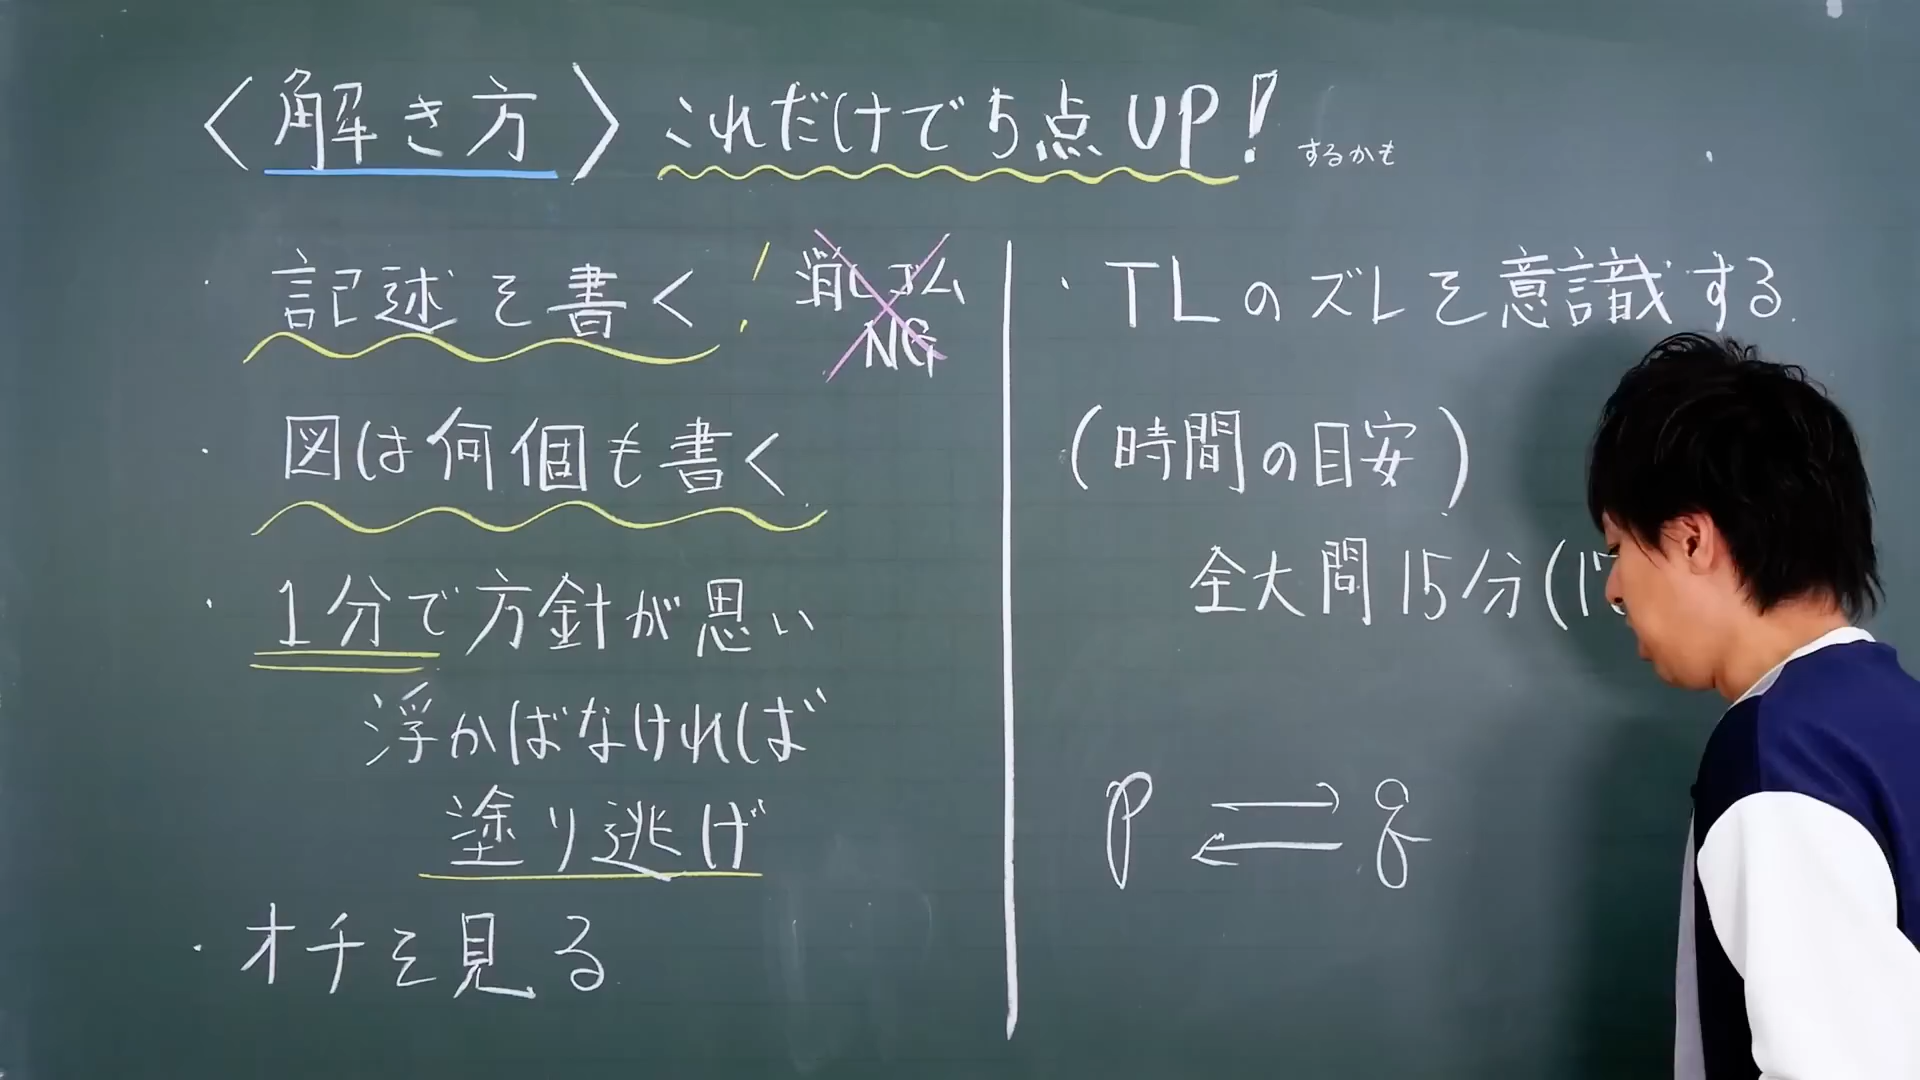 〈解き方〉これだけで5点UP! するかも
・記述を書く! 消しゴム
NG
・図は何個も書く
・1分で方針が思い
浮かばなければ
塗り逃げ
・オチを見る
・TLのズレを意識する
(時間の目安)
全大問15分(1
p ⇄ q